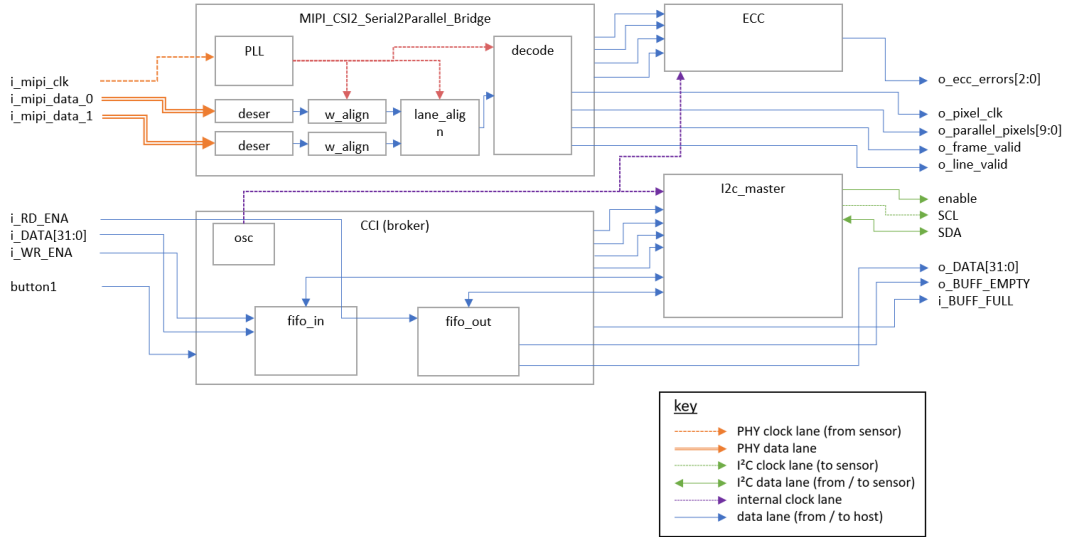 MIPI_CSI2_Serial2Parallel_Bridge
ECC
PLL
decode
i_mipi_clk
i_mipi_data_0
i_mipi_data_1
deser
w_align
lane_alig
n
deser
w_align
o_ecc_errors[2:0]
o_pixel_clk
o_parallel_pixels[9:0]
o_frame_valid
o_line_valid
I2c_master
enable
SCL
SDA
i_RD_ENA
i_DATA[31:0]
i_WR_ENA
button1
CCI (broker)
osc
fifo_in
fifo_out
o_DATA[31:0]
o_BUFF_EMPTY
i_BUFF_FULL
key
PHY clock lane (from sensor)
PHY data lane
I²C clock lane (to sensor)
I²C data lane (from / to sensor)
internal clock lane
data lane (from / to host)